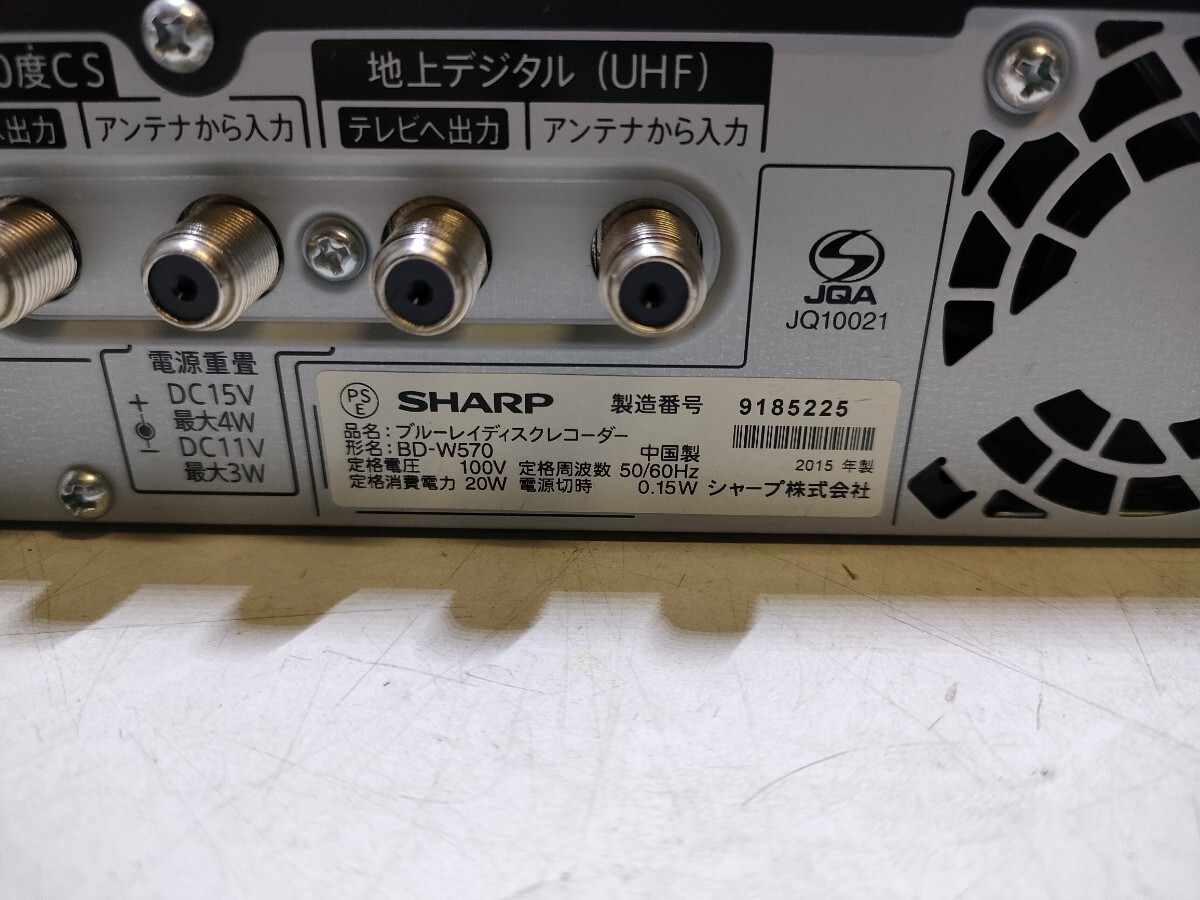 0度CS
出力
アンテナから入力
地上デジタル (UHF)
テレビへ出力
アンテナから入力
JQA
JQ10021
電源重畳
DC15V
最大4W
DC11V
最大3W
+
−
PS
E
SHARP 製造番号 9185225
品名:ブルーレイディスクレコーダー
形名:BD-W570 中国製
定格電圧 100V 定格周波数 50/60Hz 2015 年製
定格消費電力 20W 電源切時 0.15W シャープ株式会社